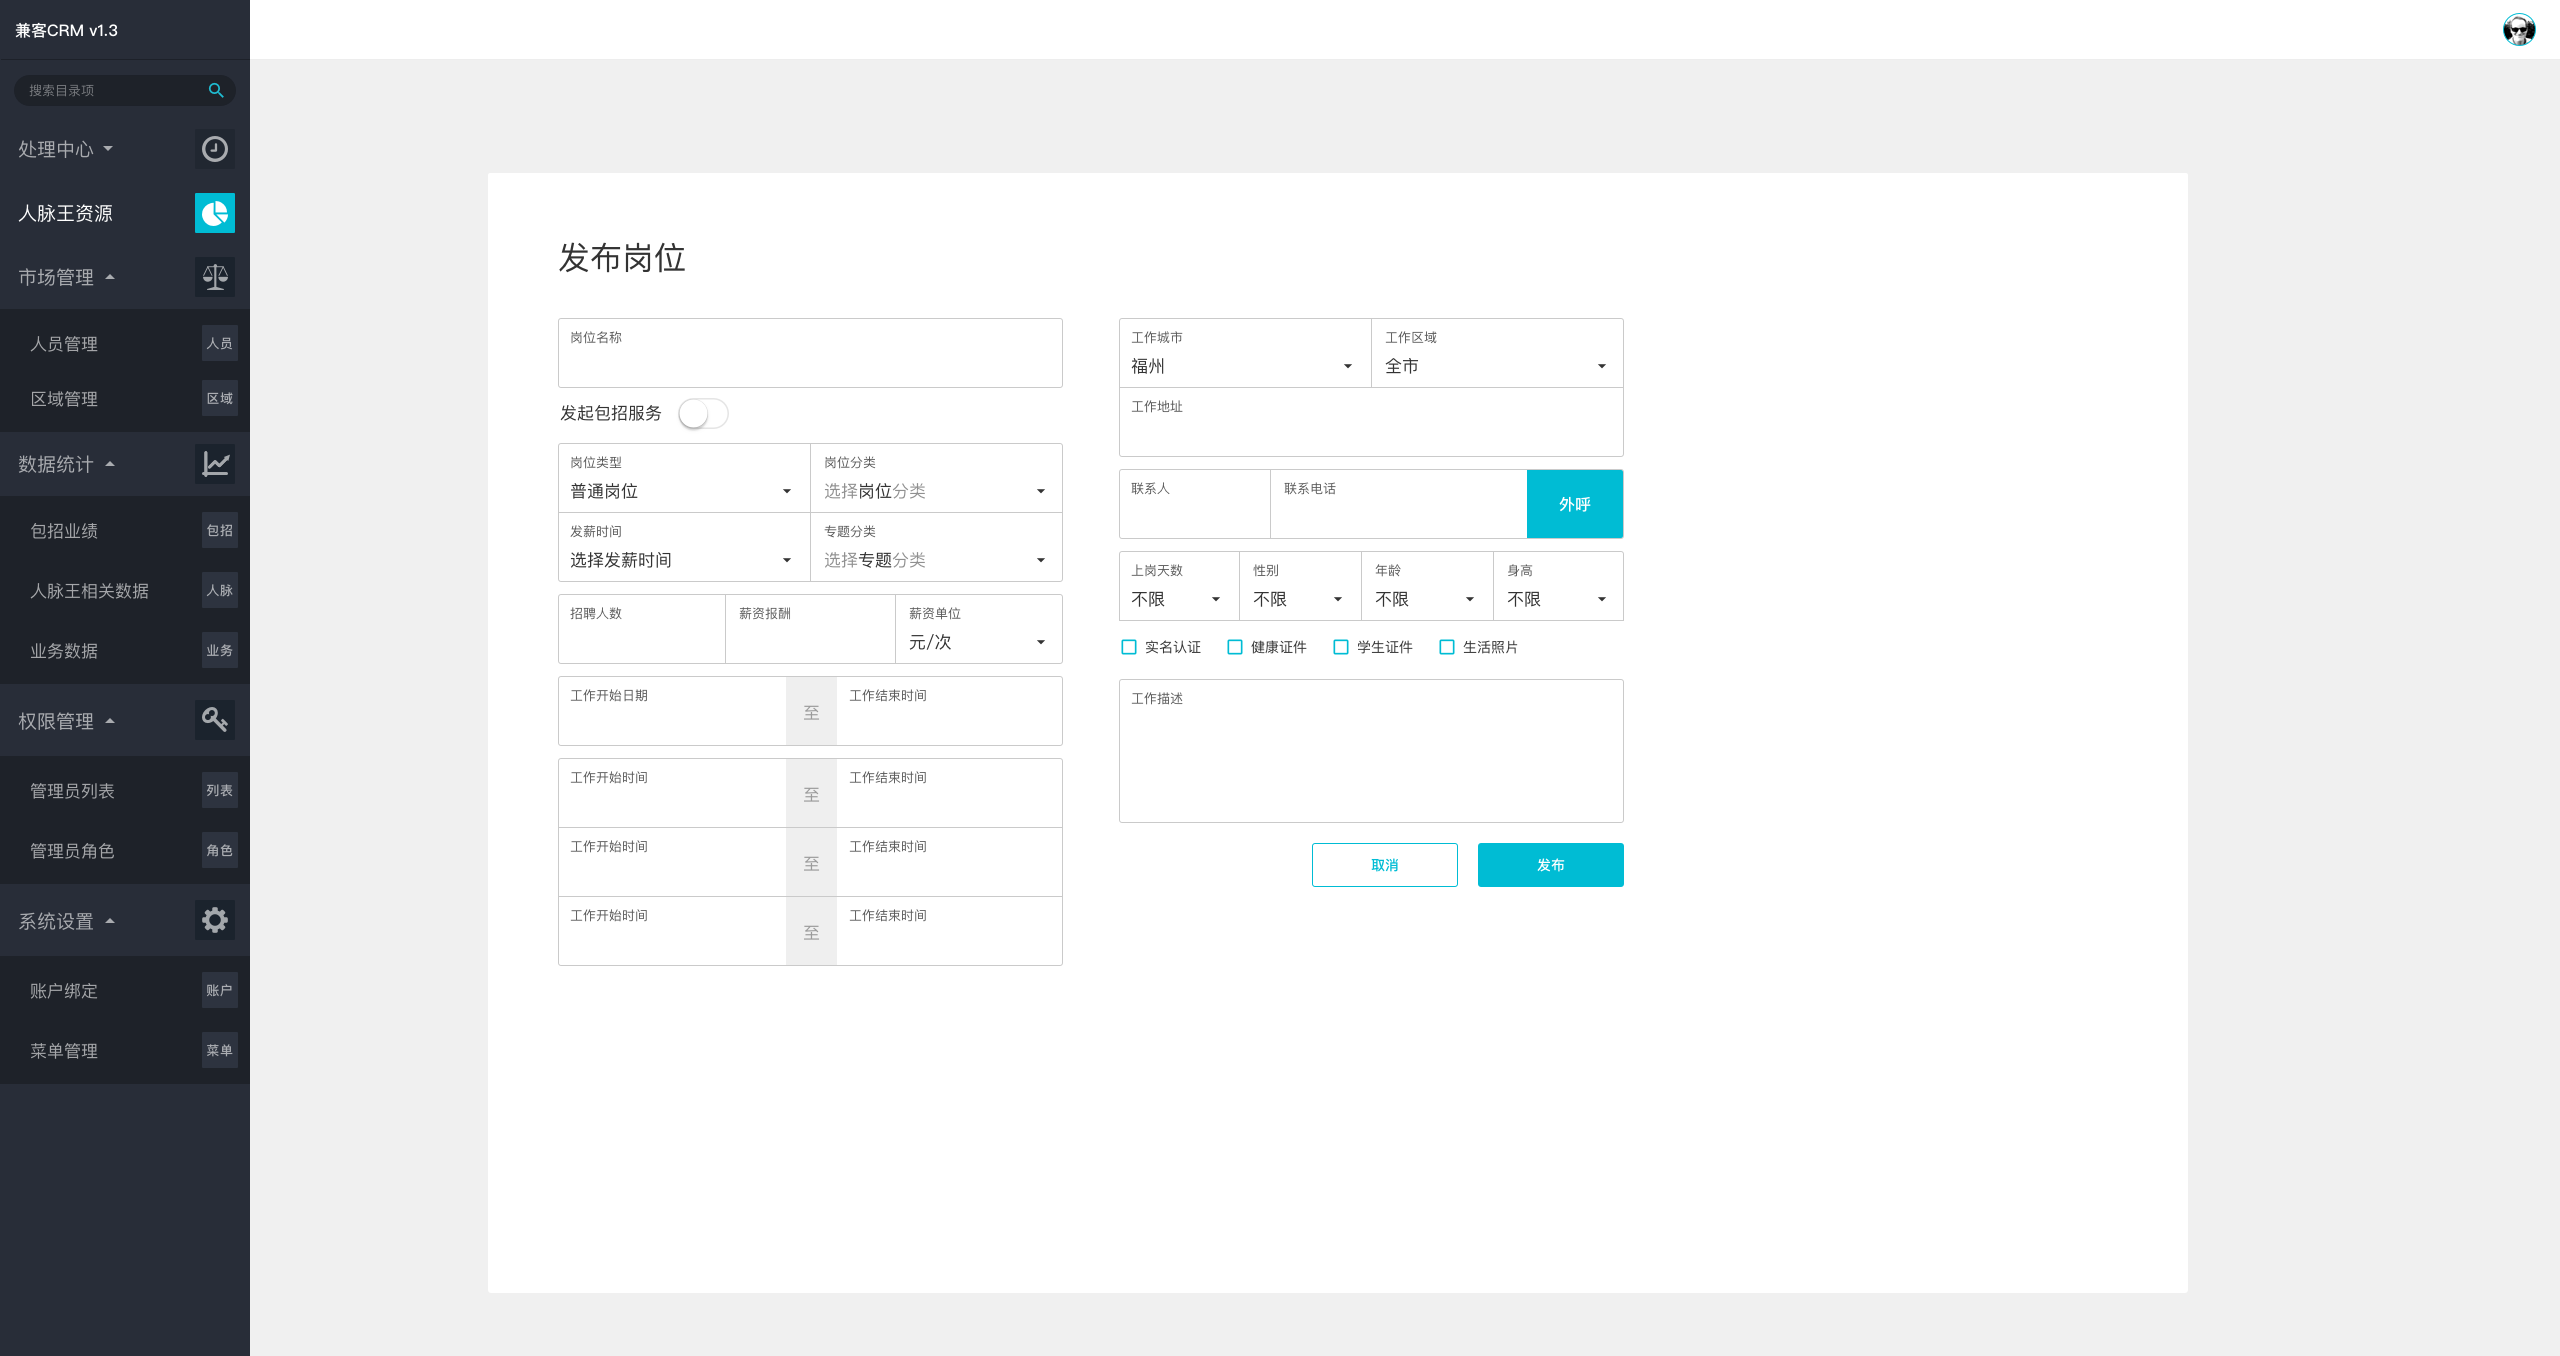 兼客CRM v1.3
搜索目录项
处理中心
人脉王资源
市场管理
人员管理 人员
区域管理 区域
数据统计
包招业绩 包招
人脉王相关数据 人脉
业务数据 业务
权限管理
管理员列表 列表
管理员角色 角色
系统设置
账户绑定 账户
菜单管理 菜单
发布岗位
岗位名称
发起包招服务
岗位类型 岗位分类
普通岗位 选择岗位分类
发薪时间 专题分类
选择发薪时间 选择专题分类
招聘人数 薪资报酬 薪资单位
元/次
工作开始日期 至 工作结束时间
工作开始时间 至 工作结束时间
工作开始时间 至 工作结束时间
工作开始时间 至 工作结束时间
工作城市 工作区域
福州 全市
工作地址
联系人 联系电话 外呼
上岗天数 性别 年龄 身高
不限 不限 不限 不限
实名认证 健康证件 学生证件 生活照片
工作描述
取消 发布